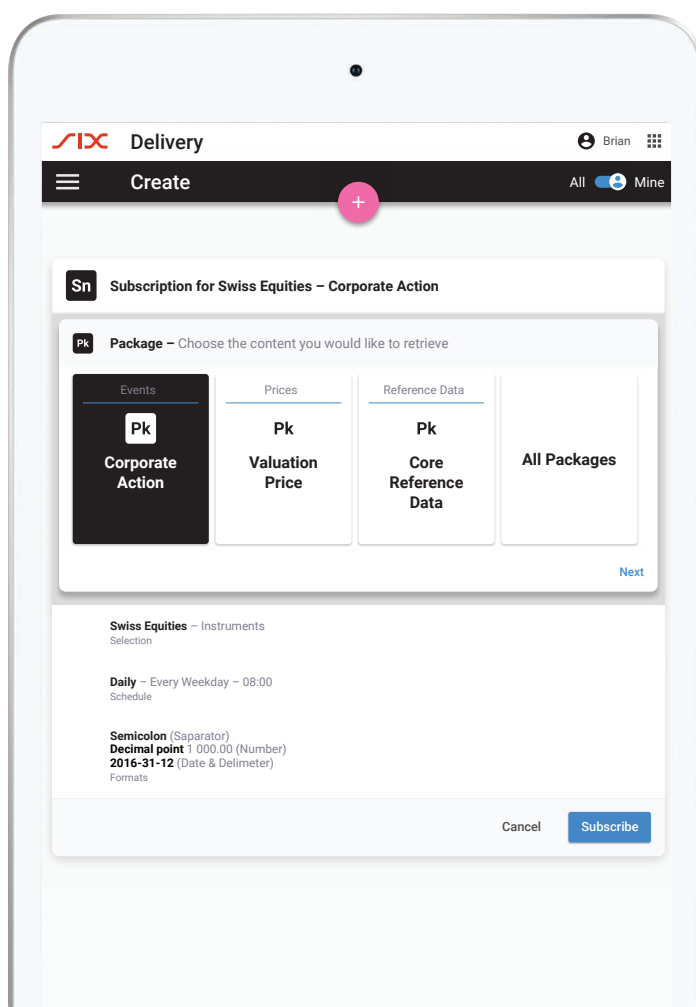 SIX Delivery Brian
Create All Mine
+
Sn Subscription for Swiss Equities – Corporate Action
Pk Package – Choose the content you would like to retrieve
Events
Pk
Corporate
Action
Prices
Pk
Valuation
Price
Reference Data
Pk
Core
Reference
Data
All Packages
Next
Swiss Equities – Instruments
Selection
Daily – Every Weekday – 08:00
Schedule
Semicolon (Saparator)
Decimal point 1 000.00 (Number)
2016-31-12 (Date & Delimeter)
Formats
Cancel Subscribe